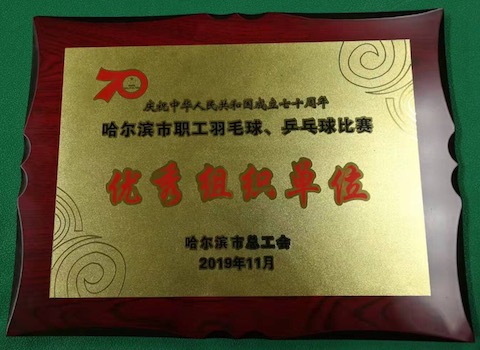 70
庆祝中华人民共和国成立七十周年
哈尔滨市职工羽毛球、乒乓球比赛
优秀组织单位
哈尔滨市总工会
2019年11月